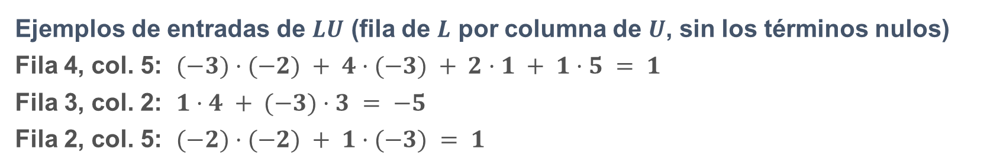 Ejemplos de entradas de LU (fila de L por columna de U, sin los términos nulos)
Fila 4, col. 5: (−3) · (−2) + 4 · (−3) + 2 · 1 + 1 · 5 = 1
Fila 3, col. 2: 1 · 4 + (−3) · 3 = −5
Fila 2, col. 5: (−2) · (−2) + 1 · (−3) = 1